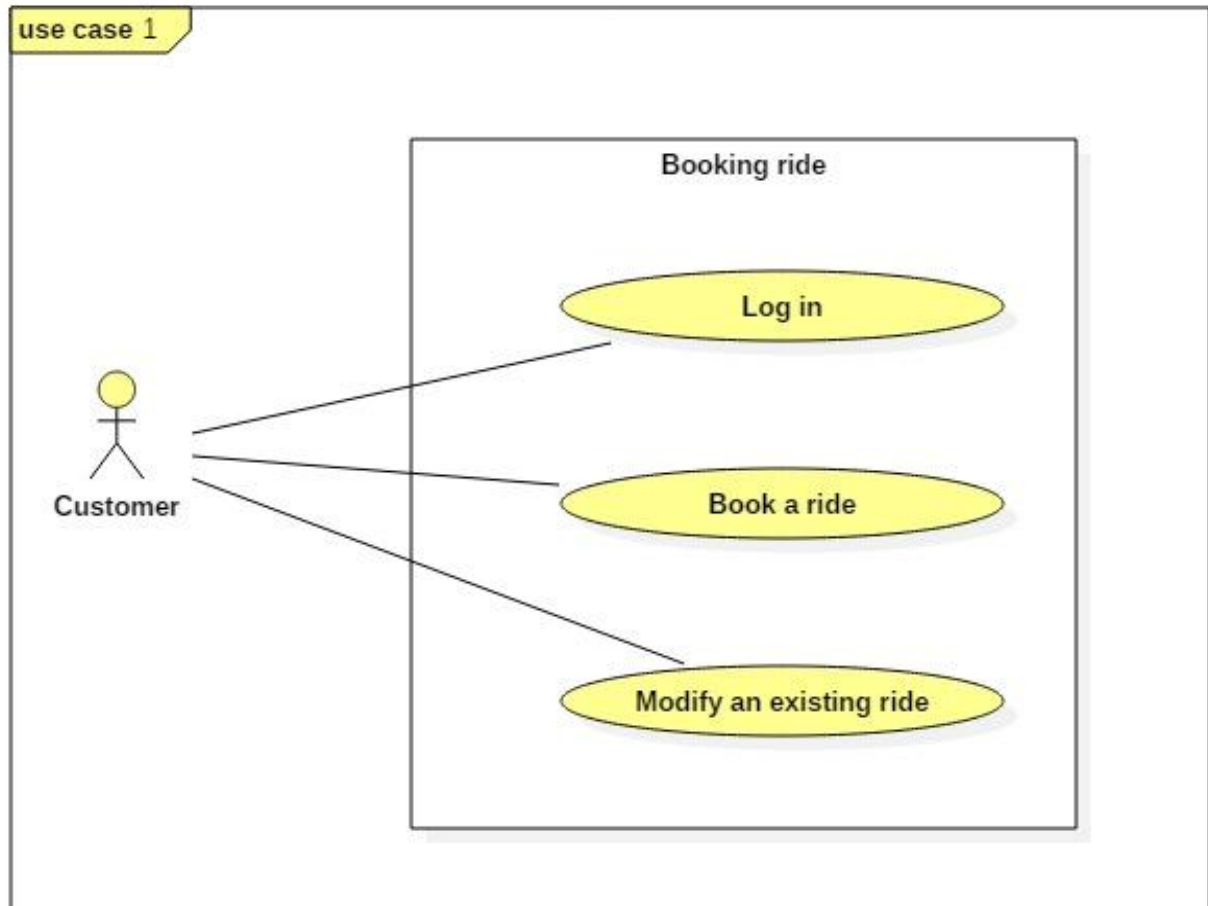 use case 1
Booking ride
Log in
Customer
Book a ride
Modify an existing ride